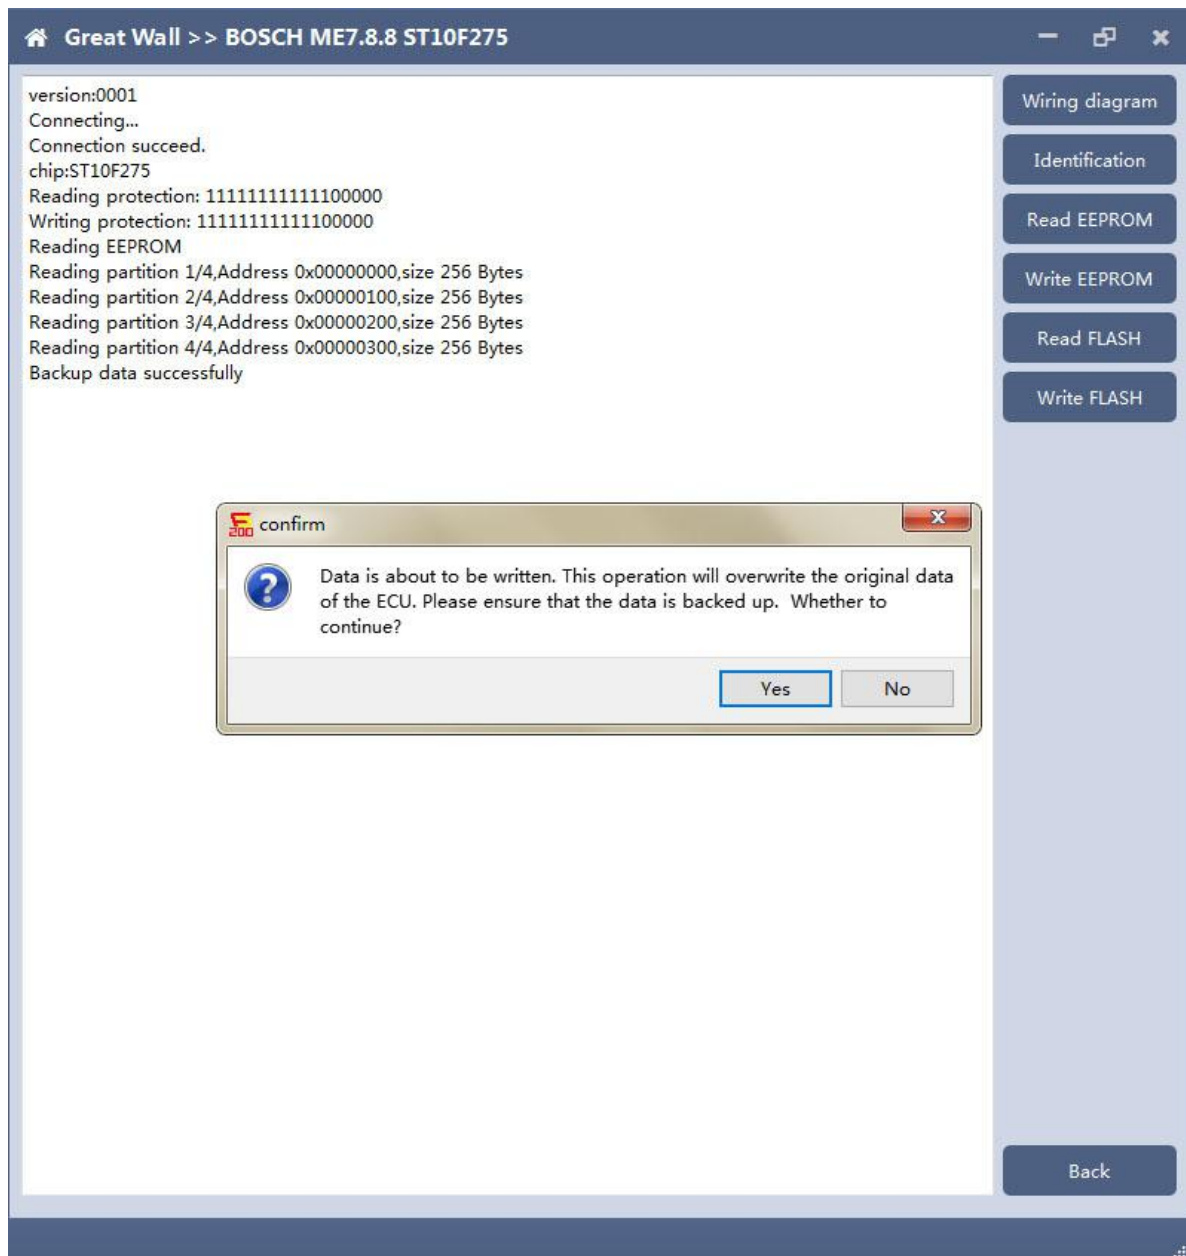 Great Wall >> BOSCH ME7.8.8 ST10F275
version:0001
Connecting...
Connection succeed.
chip:ST10F275
Reading protection: 11111111111100000
Writing protection: 11111111111100000
Reading EEPROM
Reading partition 1/4,Address 0x00000000,size 256 Bytes
Reading partition 2/4,Address 0x00000100,size 256 Bytes
Reading partition 3/4,Address 0x00000200,size 256 Bytes
Reading partition 4/4,Address 0x00000300,size 256 Bytes
Backup data successfully
Wiring diagram
Identification
Read EEPROM
Write EEPROM
Read FLASH
Write FLASH
200 confirm
Data is about to be written. This operation will overwrite the original data
of the ECU. Please ensure that the data is backed up.  Whether to
continue?
Yes
No
Back